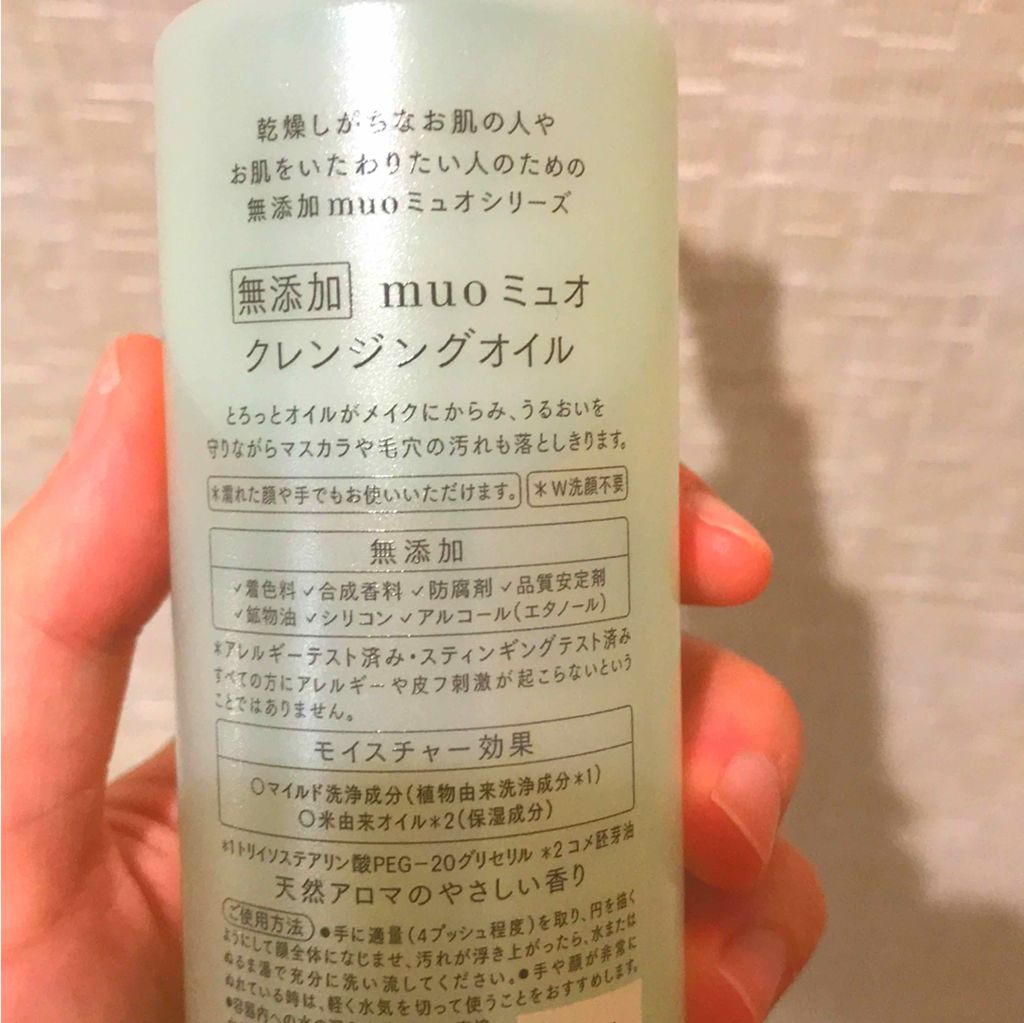 乾燥しがちなお肌の人や
お肌をいたわりたい人のための
無添加muoミュオシリーズ
無添加 muoミュオ
クレンジングオイル
とろっとオイルがメイクにからみ、うるおいを
守りながらマスカラや毛穴の汚れも落としきります。
*濡れた顔や手でもお使いいただけます。 *W洗顔不要
無添加
✓着色料 ✓合成香料 ✓防腐剤 ✓品質安定剤
✓鉱物油 ✓シリコン ✓アルコール(エタノール)
*アレルギーテスト済み・スティンギングテスト済み
すべての方にアレルギーや皮フ刺激が起こらないという
ことではありません。
モイスチャー効果
○マイルド洗浄成分(植物由来洗浄成分*1)
○米由来オイル*2(保湿成分)
*1トリイソステアリン酸PEG-20グリセリル *2コメ胚芽油
天然アロマのやさしい香り
ご使用方法 ●手に適量(4プッシュ程度)を取り、円を描く
ようにして顔全体になじませ、汚れが浮き上がったら、水または
ぬるま湯で充分に洗い流してください。●手や顔が非常に
ぬれている時は、軽く水気を切って使うことをおすすめします。
●容器内への水の